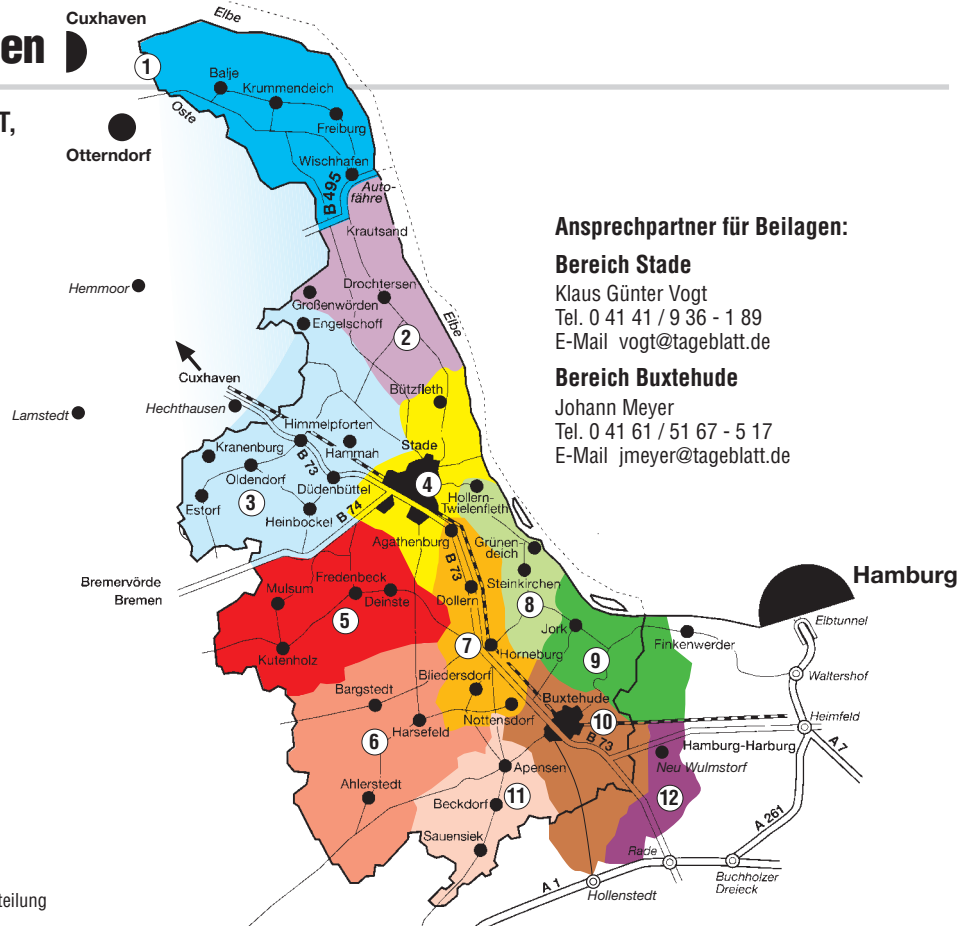 Cuxhaven
Elbe
en
1
Balje
Krummendeich
Oste
Freiburg
T,
Otterndorf
Wischhafen
B 495
Auto-
fähre
Krautsand
Ansprechpartner für Beilagen:
Bereich Stade
Klaus Günter Vogt
Tel. 0 41 41 / 9 36 - 1 89
E-Mail vogt@tageblatt.de
Bereich Buxtehude
Johann Meyer
Tel. 0 41 61 / 51 67 - 5 17
E-Mail jmeyer@tageblatt.de
Hemmoor
Drochtersen
Großenwörden
Engelschoff
2
Elbe
Cuxhaven
Hechthausen
Lamstedt
Bützfleth
Himmelpforten
Stade
Kranenburg
Hammah
B 73
Oldendorf
Düdenbüttel
4
Hollern-
Twielenfleth
Estorf
3
Heinbockel
B 74
Agathenburg
Grünen-
deich
B 73
Steinkirchen
Bremervörde
Bremen
Fredenbeck
Mulsum
Deinste
Dollern
8
5
Jork
Finkenwerder
Hamburg
Elbtunnel
Kutenholz
7
Horneburg
9
Waltershof
Bliedersdorf
Bargstedt
Buxtehude
Nottensdorf
10
Heimfeld
Harsefeld
B 73
6
Hamburg-Harburg
A 7
Neu Wulmstorf
Apensen
Ahlerstedt
11
12
Beckdorf
A 261
Sauensiek
Rade
Buchholzer
Dreieck
A 1
Hollenstedt
teilung